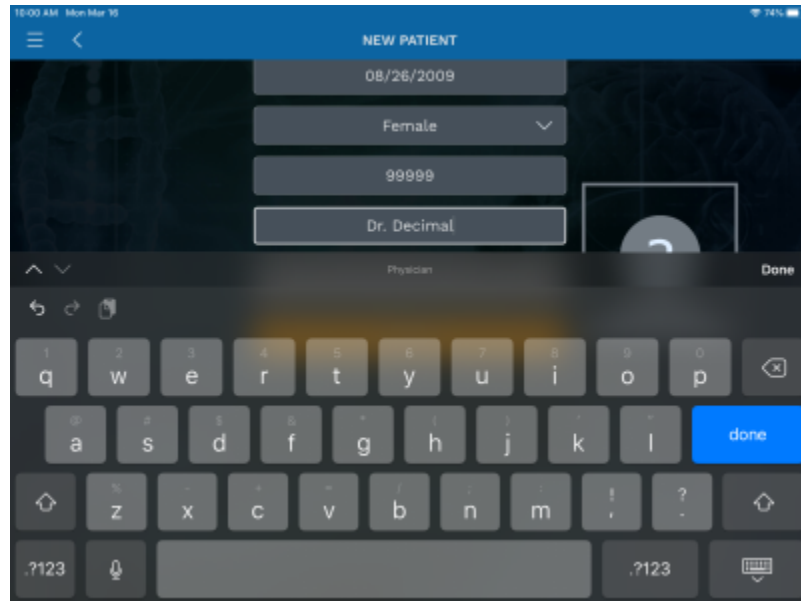 10:00 AM Mon Mar 16
74%
NEW PATIENT
08/26/2009
Female
99999
Dr. Decimal
?
Physician
Done
1 2 3 4 5 6 7 8 9 0
q w e r t y u i o p
@ # $ & * ( ) ' "
a s d f g h j k l
done
% - + = / ; : ! ?
z x c v b n m , .
.?123
.?123